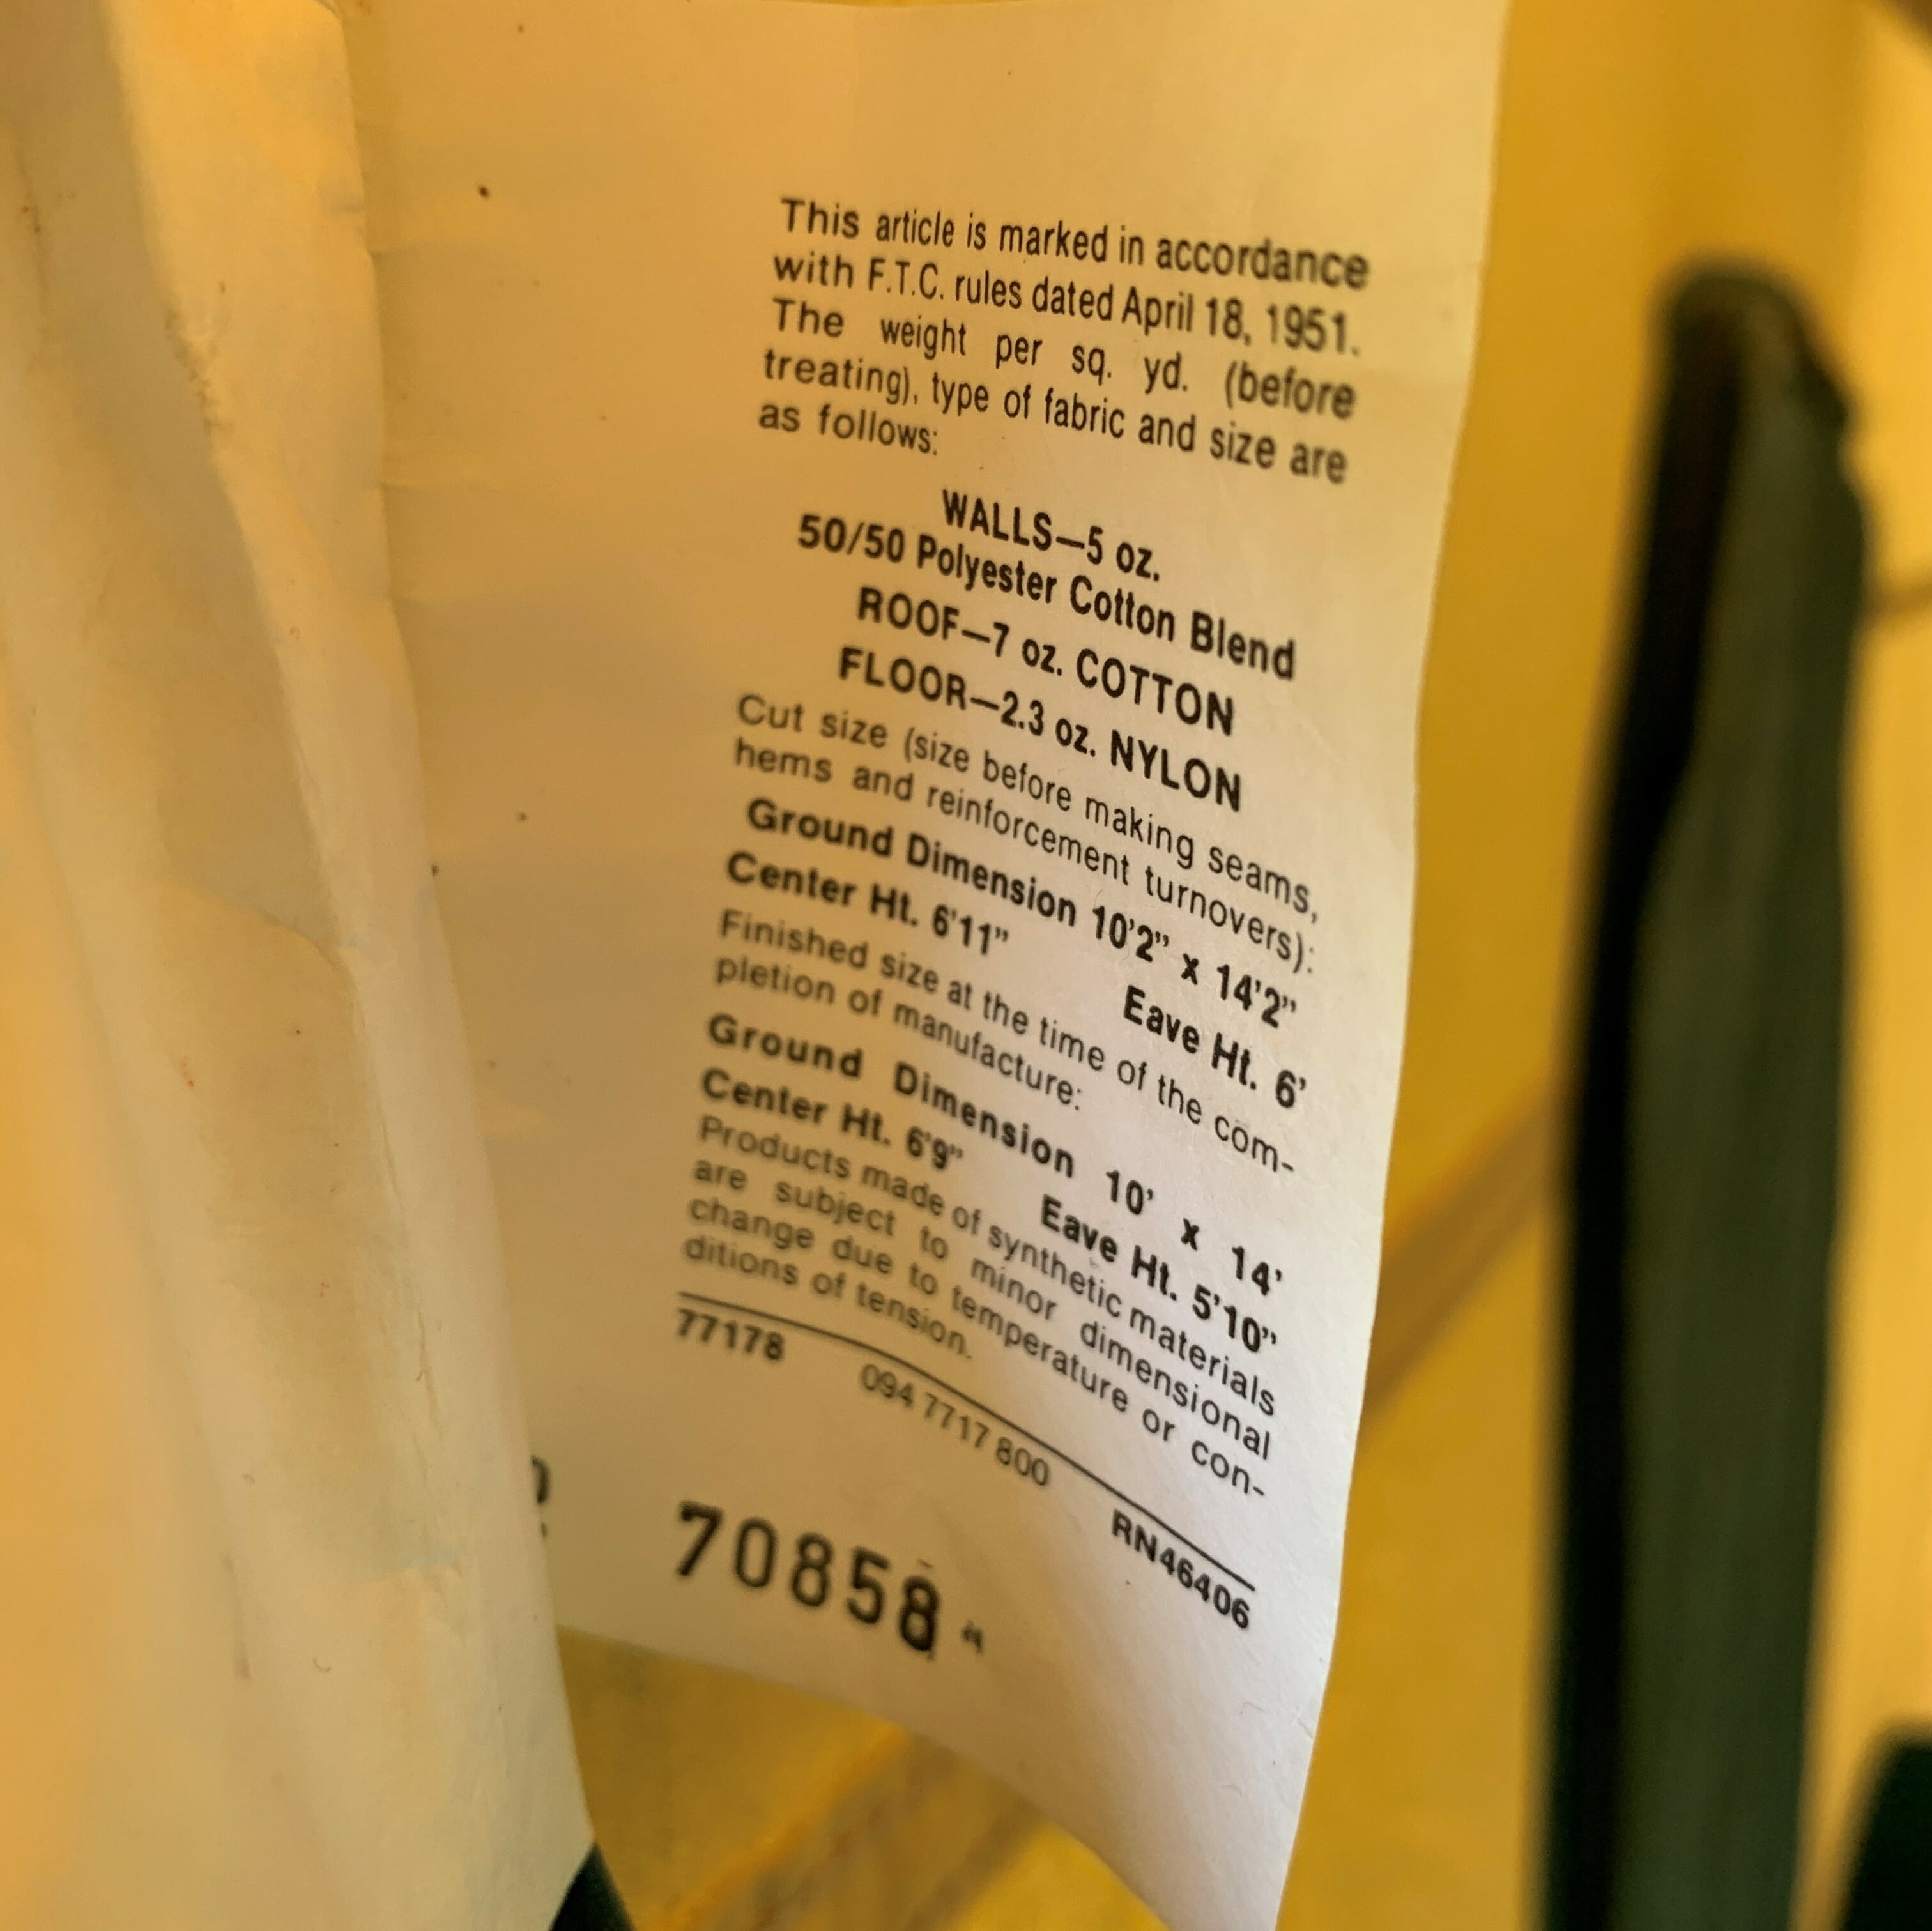 This article is marked in accordance
with F.T.C. rules dated April 18, 1951.
The weight per sq. yd. (before
treating), type of fabric and size are
as follows:
WALLS—5 oz.
50/50 Polyester Cotton Blend
ROOF—7 oz. COTTON
FLOOR—2.3 oz. NYLON
Cut size (size before making seams,
hems and reinforcement turnovers):
Ground Dimension 10'2" x 14'2"
Center Ht. 6'11" Eave Ht. 6'
Finished size at the time of the com-
pletion of manufacture:
Ground Dimension 10' x 14'
Center Ht. 6'9" Eave Ht. 5'10"
Products made of synthetic materials
are subject to minor dimensional
change due to temperature or con-
ditions of tension.
77178 094 7717 800 RN46406
70858